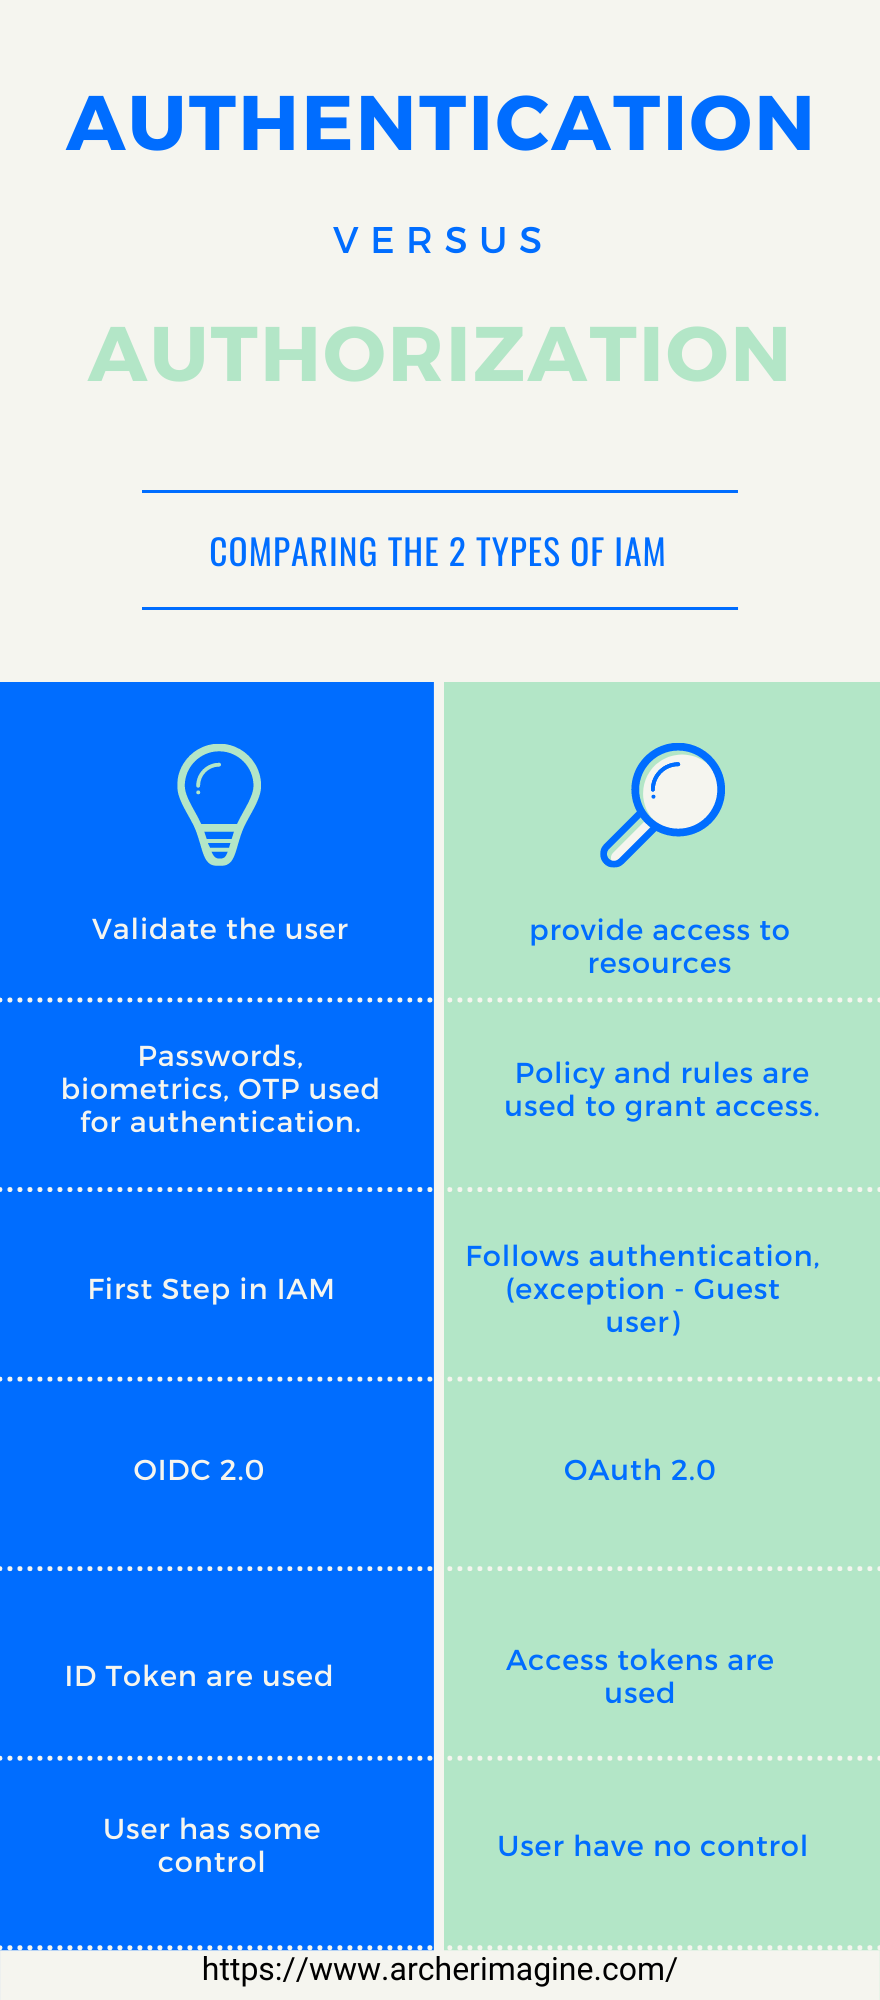 AUTHENTICATION
VERSUS
AUTHORIZATION
COMPARING THE 2 TYPES OF IAM
Validate the user
provide access to
resources
Passwords,
biometrics, OTP used
for authentication.
Policy and rules are
used to grant access.
First Step in IAM
Follows authentication,
(exception - Guest
user)
OIDC 2.0
OAuth 2.0
ID Token are used
Access tokens are
used
User has some
control
User have no control
https://www.archerimagine.com/